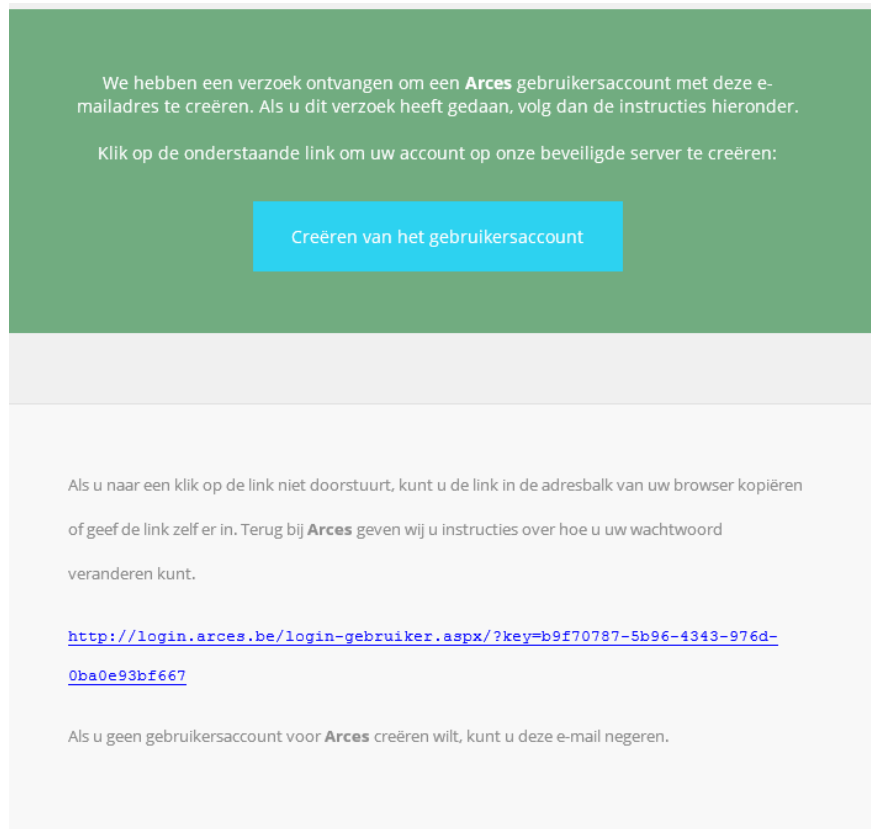 We hebben een verzoek ontvangen om een Arces gebruikersaccount met deze e-
mailadres te creëren. Als u dit verzoek heeft gedaan, volg dan de instructies hieronder.
Klik op de onderstaande link om uw account op onze beveiligde server te creëren:
Creëren van het gebruikersaccount
Als u naar een klik op de link niet doorstuurt, kunt u de link in de adresbalk van uw browser kopiëren
of geef de link zelf er in. Terug bij Arces geven wij u instructies over hoe u uw wachtwoord
veranderen kunt.
http://login.arces.be/login-gebruiker.aspx/?key=b9f70787-5b96-4343-976d-
0ba0e93bf667
Als u geen gebruikersaccount voor Arces creëren wilt, kunt u deze e-mail negeren.